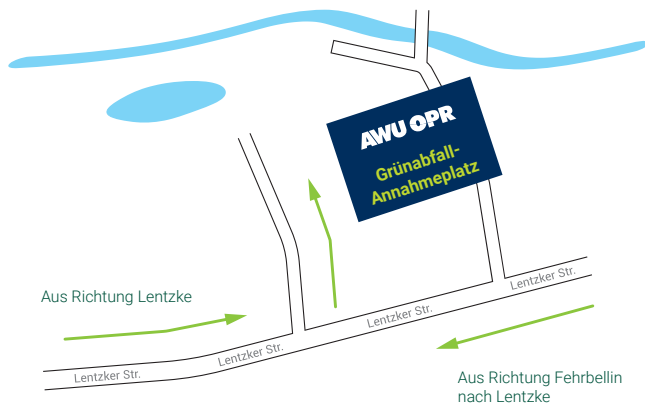 AWU OPR
Grünabfall-
Annahmeplatz
Lentzker Str.
Aus Richtung Lentzke
Lentzker Str.
Lentzker Str.
Lentzker Str.
Aus Richtung Fehrbellin
nach Lentzke